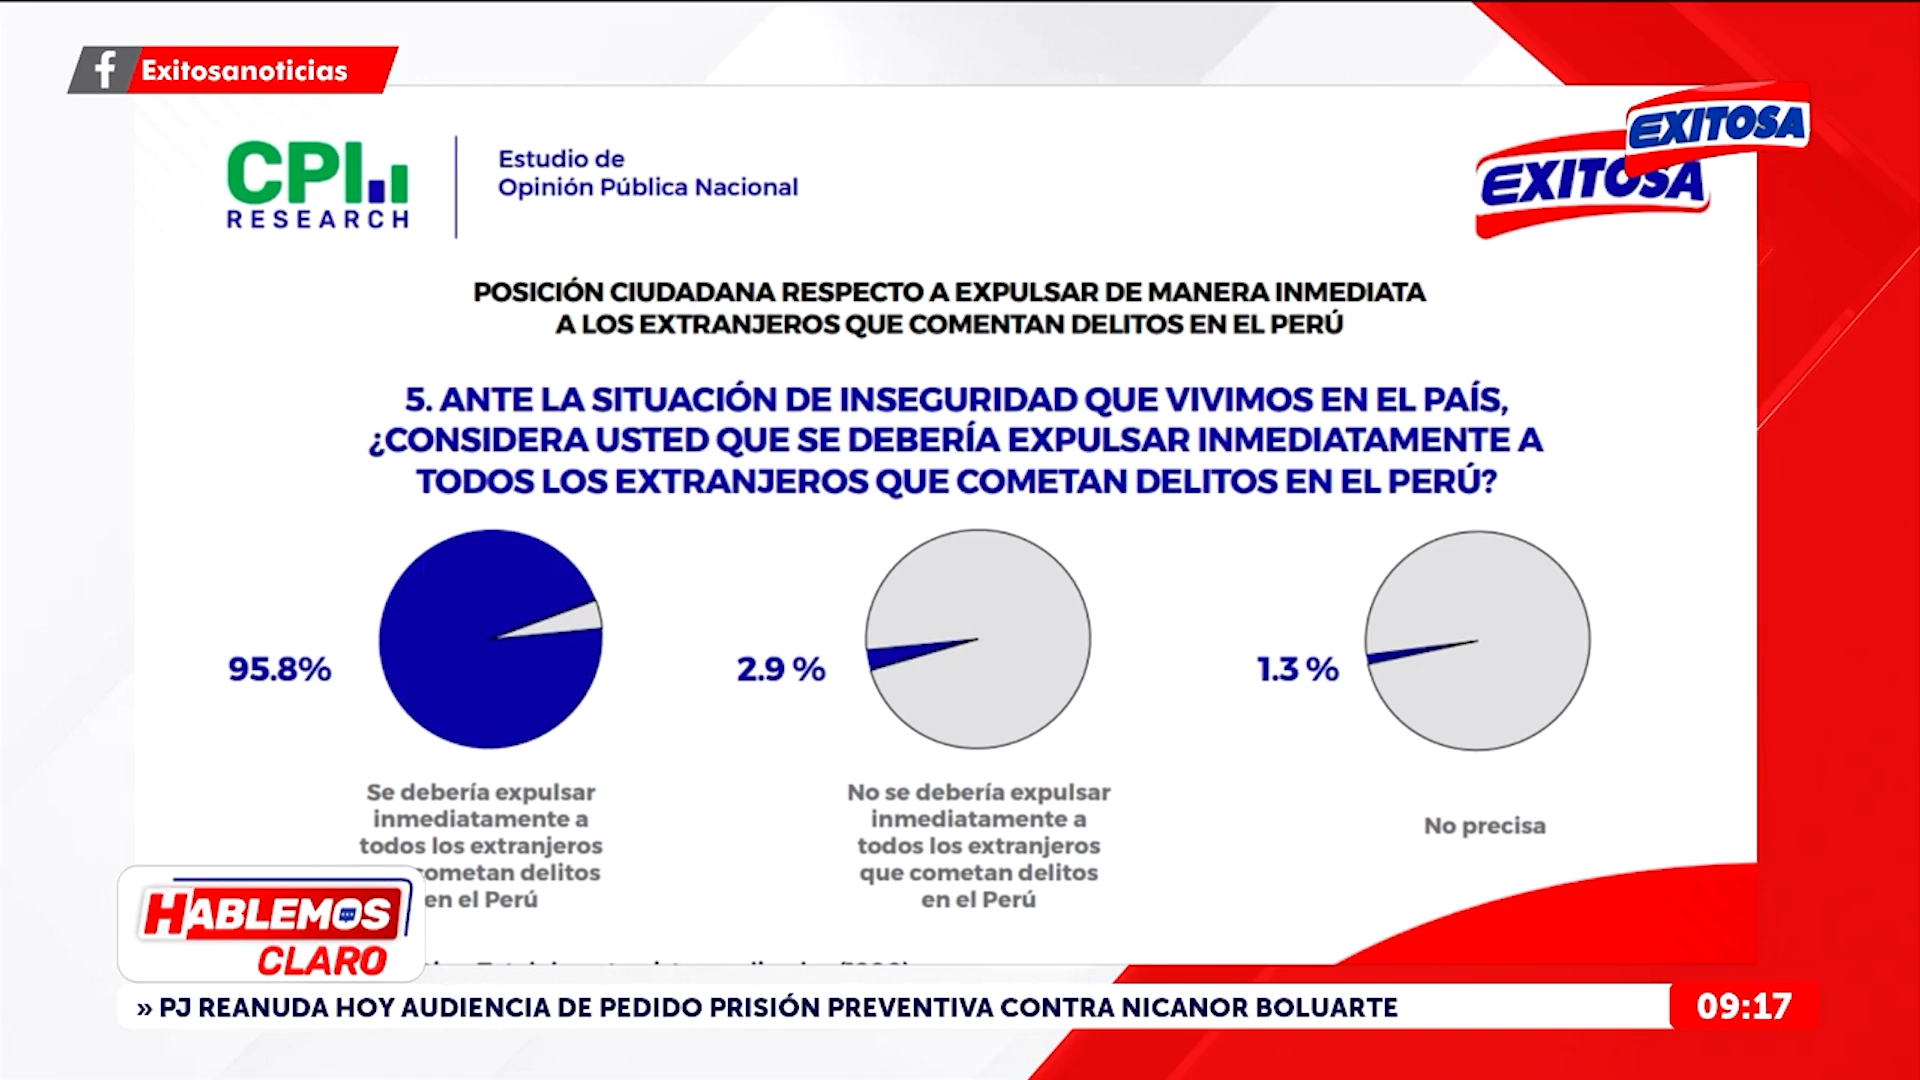 Exitosanoticias
EXITOSA
CPI
RESEARCH
Estudio de
Opinión Pública Nacional
EXITOSA
POSICIÓN CIUDADANA RESPECTO A EXPULSAR DE MANERA INMEDIATA
A LOS EXTRANJEROS QUE COMENTAN DELITOS EN EL PERÚ
5. ANTE LA SITUACIÓN DE INSEGURIDAD QUE VIVIMOS EN EL PAÍS,
¿CONSIDERA USTED QUE SE DEBERÍA EXPULSAR INMEDIATAMENTE A
TODOS LOS EXTRANJEROS QUE COMETAN DELITOS EN EL PERÚ?
95.8%
Se debería expulsar
inmediatamente a
todos los extranjeros
cometan delitos
en el Perú
2.9 %
No se debería expulsar
inmediatamente a
todos los extranjeros
que cometan delitos
en el Perú
1.3 %
No precisa
HABLEMOS
CLARO
» PJ REANUDA HOY AUDIENCIA DE PEDIDO PRISIÓN PREVENTIVA CONTRA NICANOR BOLUARTE
09:17